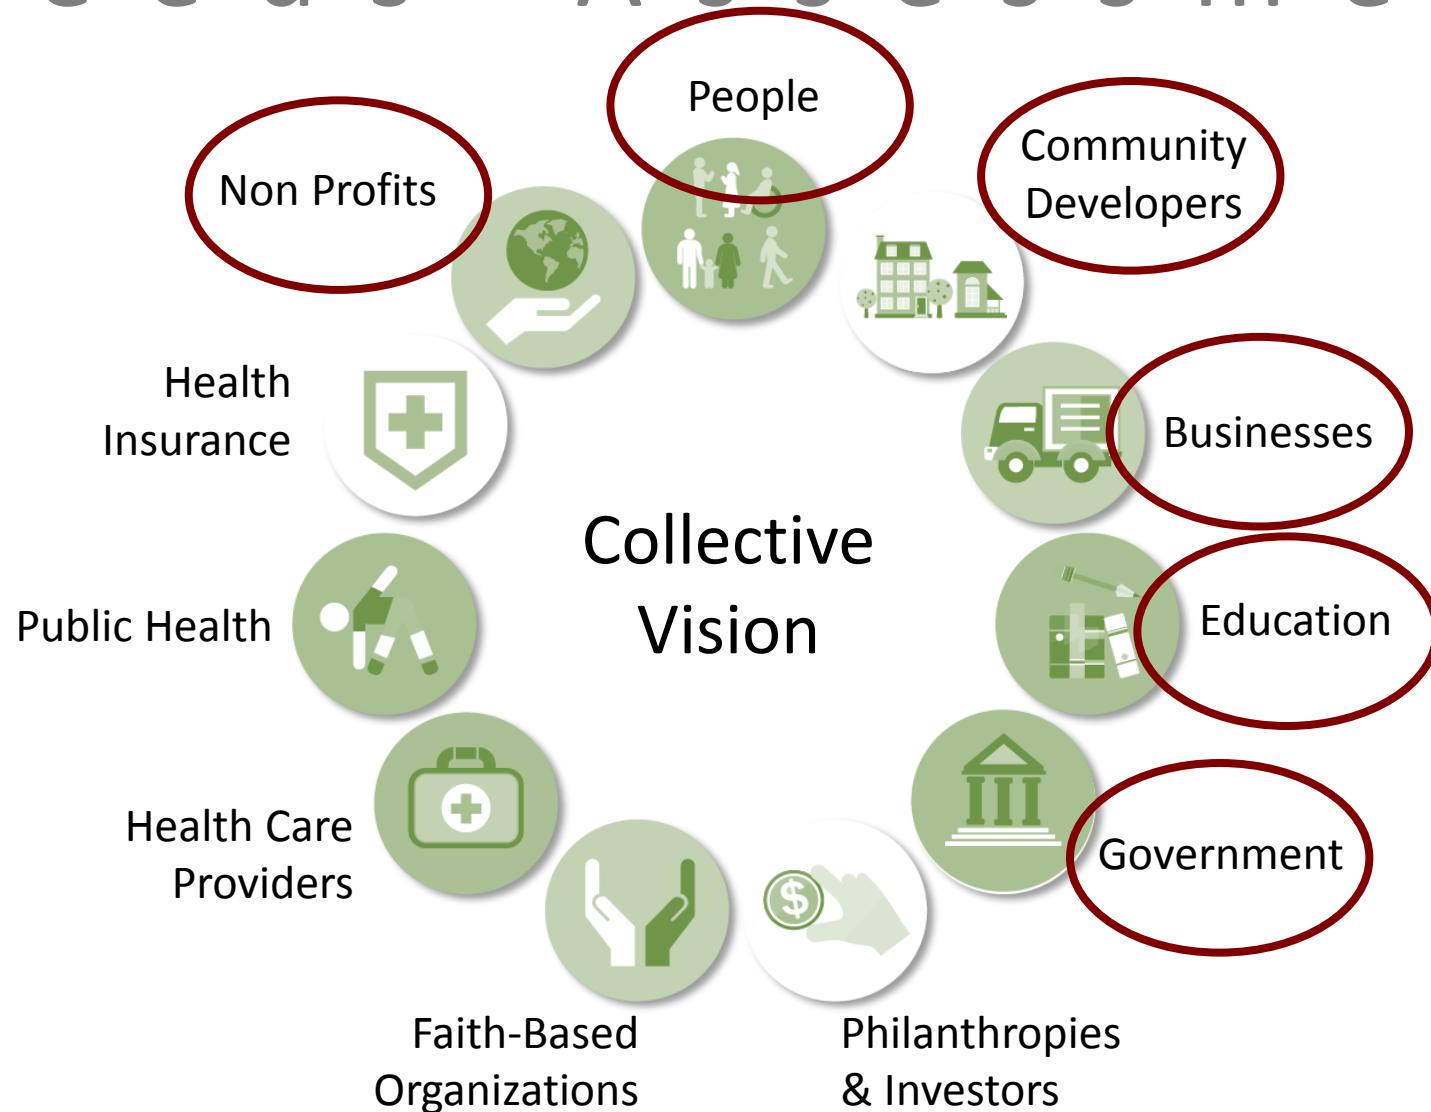 People
Community
Developers
Non Profits
Health
Insurance
Businesses
Collective
Vision
Education
Public Health
Health Care
Providers
Government
Faith-Based
Organizations
Philanthropies
& Investors
$